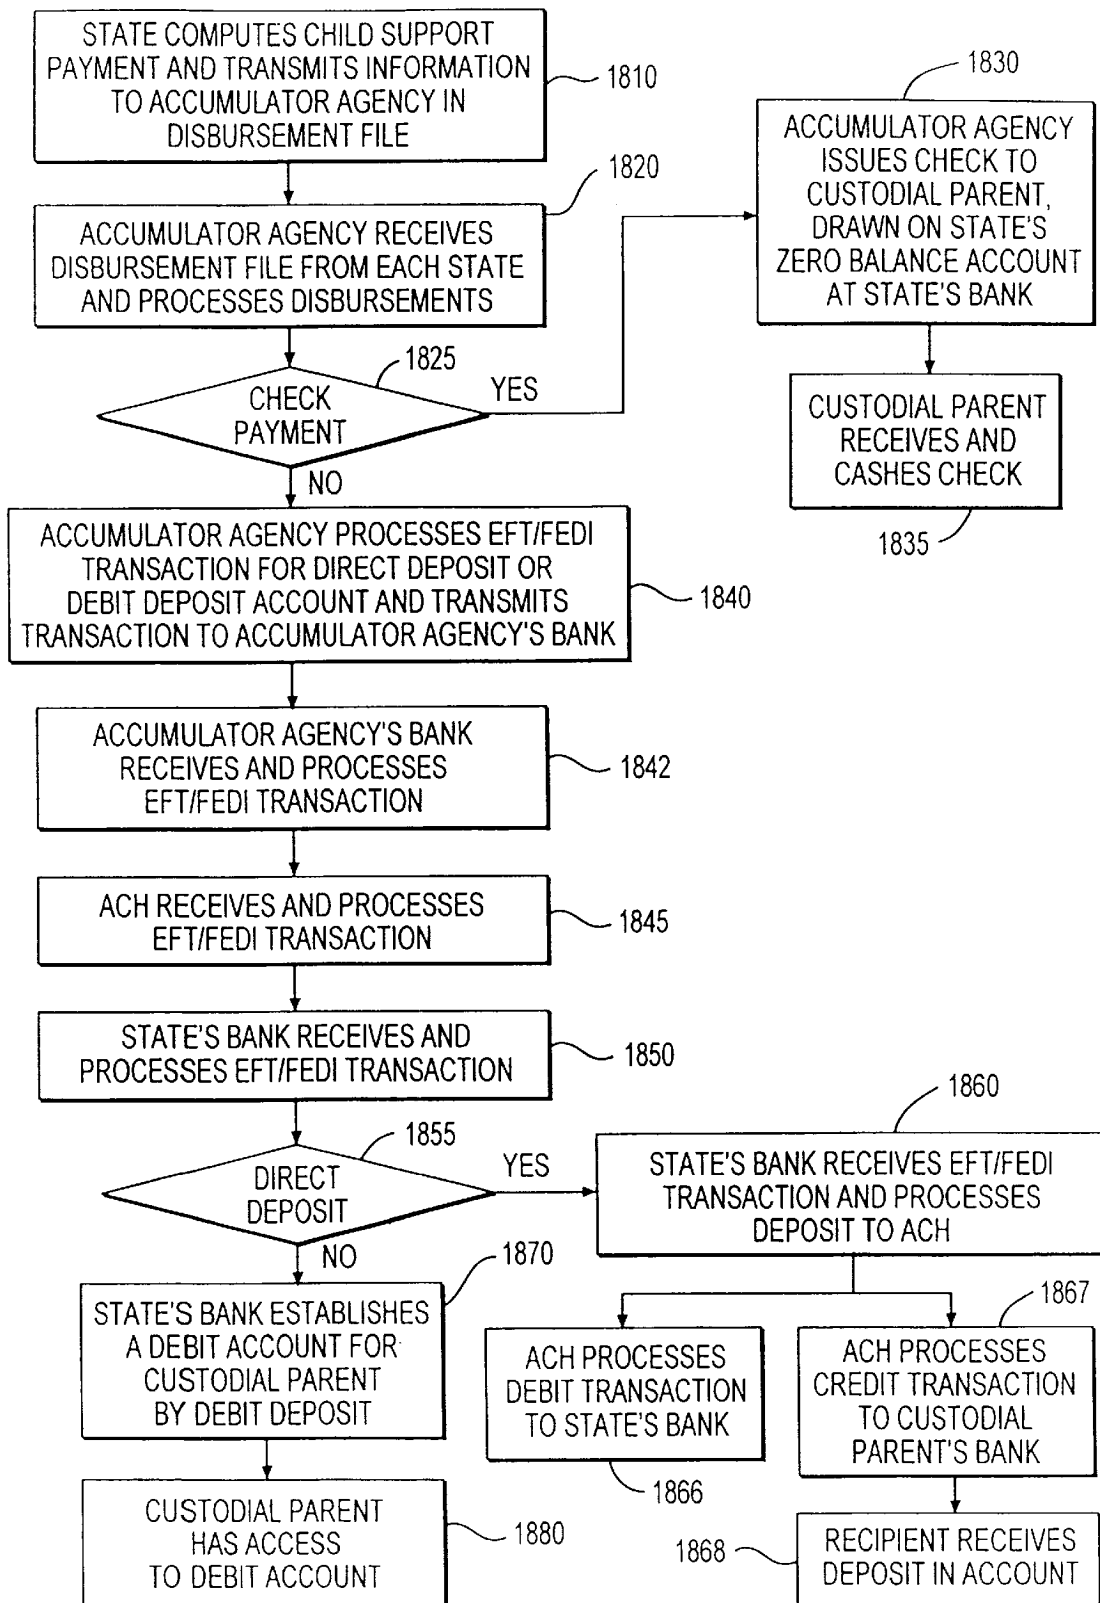 STATE COMPUTES CHILD SUPPORT
PAYMENT AND TRANSMITS INFORMATION
TO ACCUMULATOR AGENCY IN
DISBURSEMENT FILE
1810
1820
ACCUMULATOR AGENCY RECEIVES
DISBURSEMENT FILE FROM EACH STATE
AND PROCESSES DISBURSEMENTS
1825
CHECK
PAYMENT
YES
NO
1830
ACCUMULATOR AGENCY
ISSUES CHECK TO
CUSTODIAL PARENT,
DRAWN ON STATE'S
ZERO BALANCE ACCOUNT
AT STATE'S BANK
CUSTODIAL PARENT
RECEIVES AND
CASHES CHECK
1835
ACCUMULATOR AGENCY PROCESSES EFT/FEDI
TRANSACTION FOR DIRECT DEPOSIT OR
DEBIT DEPOSIT ACCOUNT AND TRANSMITS
TRANSACTION TO ACCUMULATOR AGENCY'S BANK
1840
ACCUMULATOR AGENCY'S BANK
RECEIVES AND PROCESSES
EFT/FEDI TRANSACTION
1842
ACH RECEIVES AND PROCESSES
EFT/FEDI TRANSACTION
1845
STATE'S BANK RECEIVES AND
PROCESSES EFT/FEDI TRANSACTION
1850
1855
DIRECT
DEPOSIT
YES
NO
1860
STATE'S BANK RECEIVES EFT/FEDI
TRANSACTION AND PROCESSES
DEPOSIT TO ACH
1870
STATE'S BANK ESTABLISHES
A DEBIT ACCOUNT FOR
CUSTODIAL PARENT
BY DEBIT DEPOSIT
ACH PROCESSES
DEBIT TRANSACTION
TO STATE'S BANK
1866
1867
ACH PROCESSES
CREDIT TRANSACTION
TO CUSTODIAL
PARENT'S BANK
CUSTODIAL PARENT
HAS ACCESS
TO DEBIT ACCOUNT
1880
1868
RECIPIENT RECEIVES
DEPOSIT IN ACCOUNT